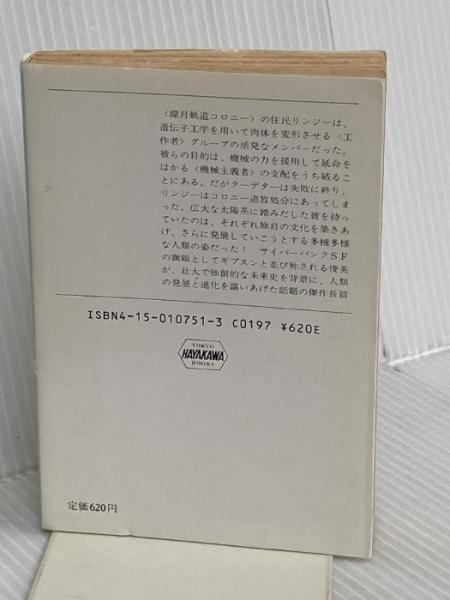 〈環月軌道コロニー〉の住民リンジーは、
遺伝子工学を用いて肉体を変形させる〈工
作者〉グループの活発なメンバーだった。
彼らの目的は、機械の力を援用して延命を
はかる〈機械主義者〉の支配をうち破るこ
とにある。だがクーデターは失敗に終り、
リンジーはコロニー追放処分にあってしま
った。広大な太陽系に踏みだした彼を待っ
ていたのは、それぞれ独自の文化を築きあ
げ、さらに発展していこうとする多種多様
な人類の姿だった！　サイバーパンクＳＦ
の旗頭としてギブスンと並び称される俊英
が、壮大で独創的な未来史を背景に、人類
の発展と進化を謳いあげた話題の傑作長篇
ISBN4-15-010751-3 C0197 ¥620E
TOKYO
HAYAKAWA
BOOKS
定価620円